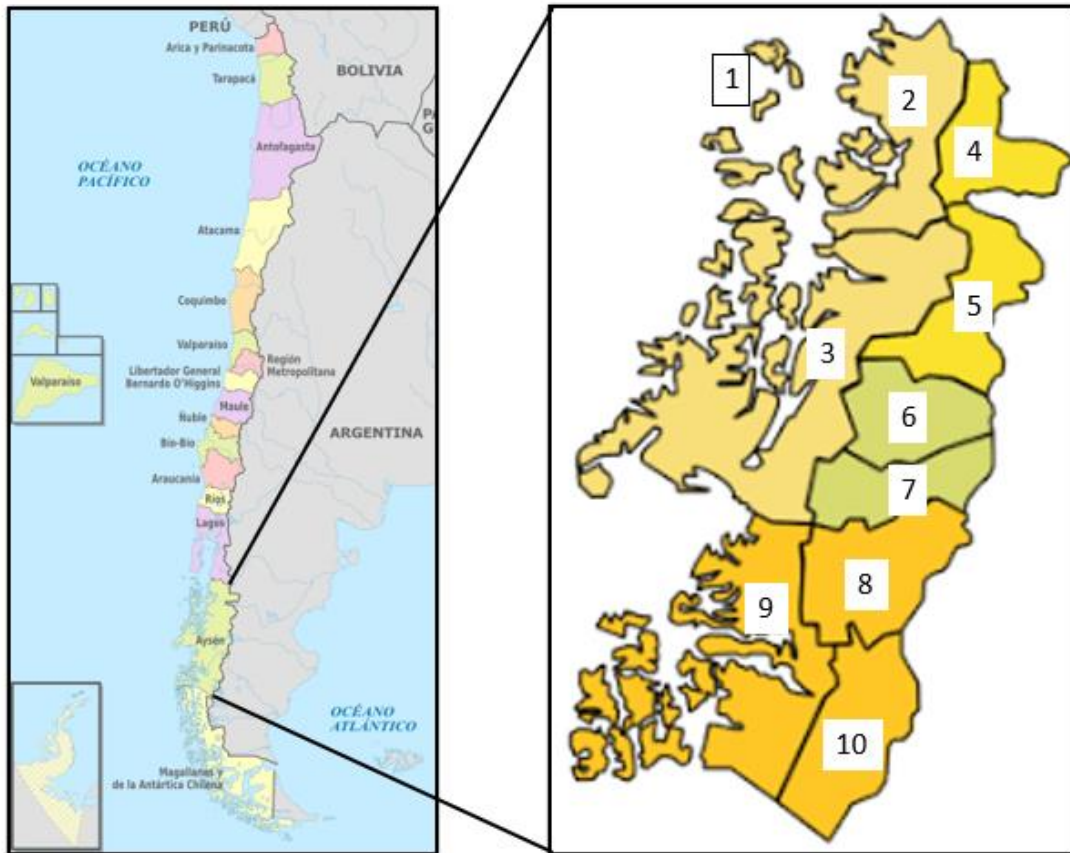 PERÚ
Arica y Parinacota
BOLIVIA
Tarapacá
PA
G
Antofagasta
OCÉANO
PACÍFICO
Atacama
Coquimbo
Valparaíso
Región
Metropolitana
Libertador General
Bernardo O'Higgins
Valparaíso
Maule
Ñuble
ARGENTINA
Bío-Bío
Araucanía
Ríos
Lagos
Aysén
OCÉANO
ATLÁNTICO
Magallanes y
de la Antártica Chilena
1
2
4
5
3
6
7
8
9
10